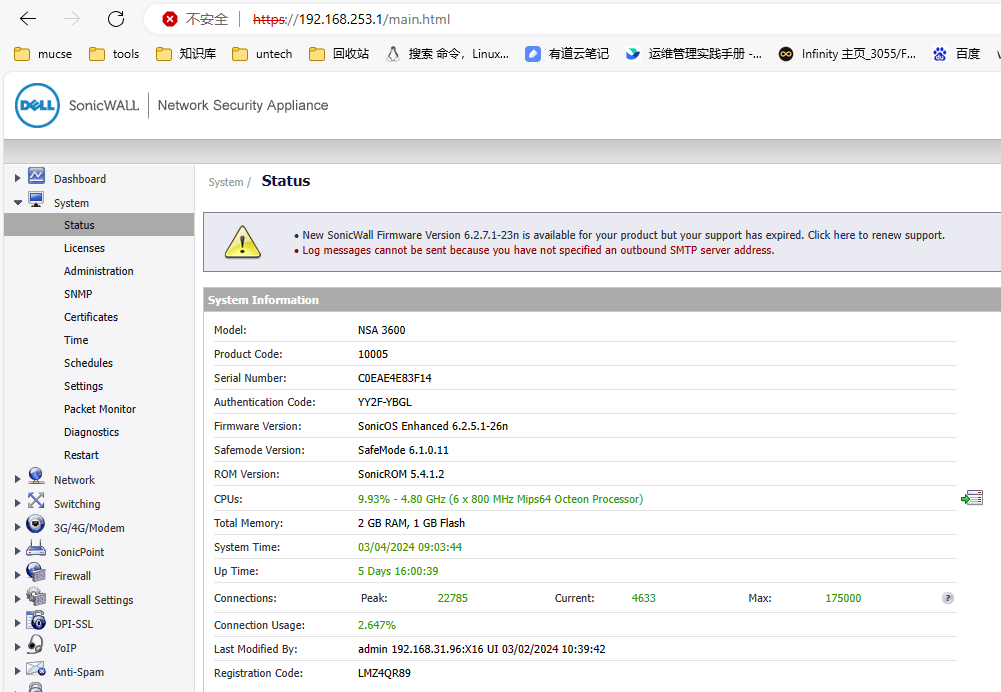 不安全 https://192.168.253.1/main.html
mucse tools 知识库 untech 回收站 搜索 命令，Linux... 有道云笔记 运维管理实践手册 -... Infinity 主页_3055/F... 百度
DELL SonicWALL Network Security Appliance
Dashboard
System
Status
Licenses
Administration
SNMP
Certificates
Time
Schedules
Settings
Packet Monitor
Diagnostics
Restart
Network
Switching
3G/4G/Modem
SonicPoint
Firewall
Firewall Settings
DPI-SSL
VoIP
Anti-Spam
System / Status
• New SonicWall Firmware Version 6.2.7.1-23n is available for your product but your support has expired. Click here to renew support.
• Log messages cannot be sent because you have not specified an outbound SMTP server address.
System Information
Model: NSA 3600
Product Code: 10005
Serial Number: C0EAE4E83F14
Authentication Code: YY2F-YBGL
Firmware Version: SonicOS Enhanced 6.2.5.1-26n
Safemode Version: SafeMode 6.1.0.11
ROM Version: SonicROM 5.4.1.2
CPUs: 9.93% - 4.80 GHz (6 x 800 MHz Mips64 Octeon Processor)
Total Memory: 2 GB RAM, 1 GB Flash
System Time: 03/04/2024 09:03:44
Up Time: 5 Days 16:00:39
Connections: Peak: 22785 Current: 4633 Max: 175000 ?
Connection Usage: 2.647%
Last Modified By: admin 192.168.31.96:X16 UI 03/02/2024 10:39:42
Registration Code: LMZ4QR89